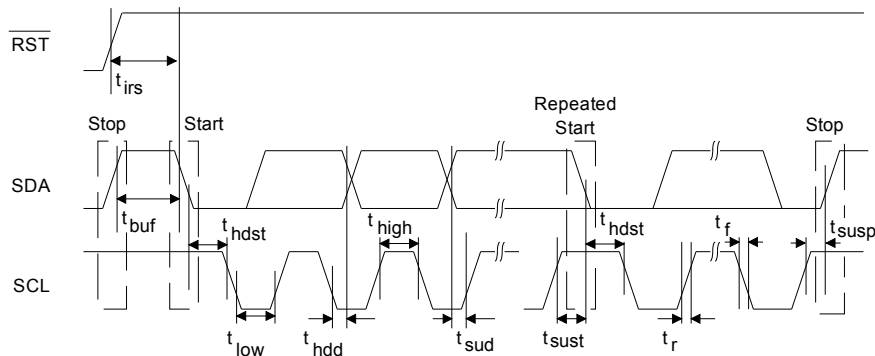 RST
t irs
Repeated
Stop Start Start Stop
SDA
t buf t hdst t high t hdst t f t susp
SCL
t low t hdd t sud t sust t r